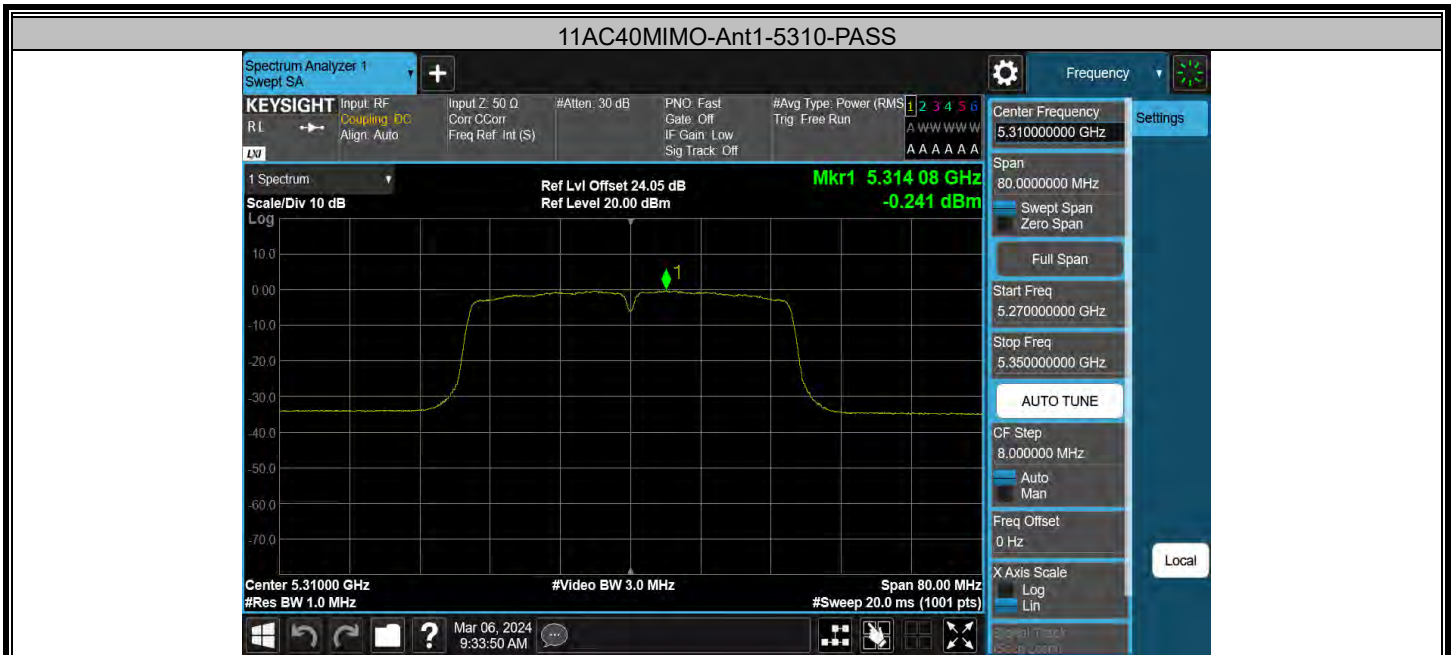 11AC40MIMO-Ant1-5310-PASS
Spectrum Analyzer 1
Swept SA
+
Frequency
KEYSIGHT
RL
LXI
Input: RF
Coupling: DC
Align: Auto
Input Z: 50 Ω
Corr CCorr
Freq Ref: Int (S)
#Atten: 30 dB
PNO: Fast
Gate: Off
IF Gain: Low
Sig Track: Off
#Avg Type: Power (RMS
Trig: Free Run
1 2 3 4 5 6
A W W W W W
A A A A A A
1 Spectrum
Scale/Div 10 dB
Log
Ref Lvl Offset 24.05 dB
Ref Level 20.00 dBm
Mkr1 5.314 08 GHz
-0.241 dBm
10.0
0.00
-10.0
-20.0
-30.0
-40.0
-50.0
-60.0
-70.0
1
Center 5.31000 GHz
#Res BW 1.0 MHz
#Video BW 3.0 MHz
Span 80.00 MHz
#Sweep 20.0 ms (1001 pts)
Center Frequency
5.310000000 GHz
Settings
Span
80.0000000 MHz
Swept Span
Zero Span
Full Span
Start Freq
5.270000000 GHz
Stop Freq
5.350000000 GHz
AUTO TUNE
CF Step
8.000000 MHz
Auto
Man
Freq Offset
0 Hz
X Axis Scale
Log
Lin
Local
?
Mar 06, 2024
9:33:50 AM